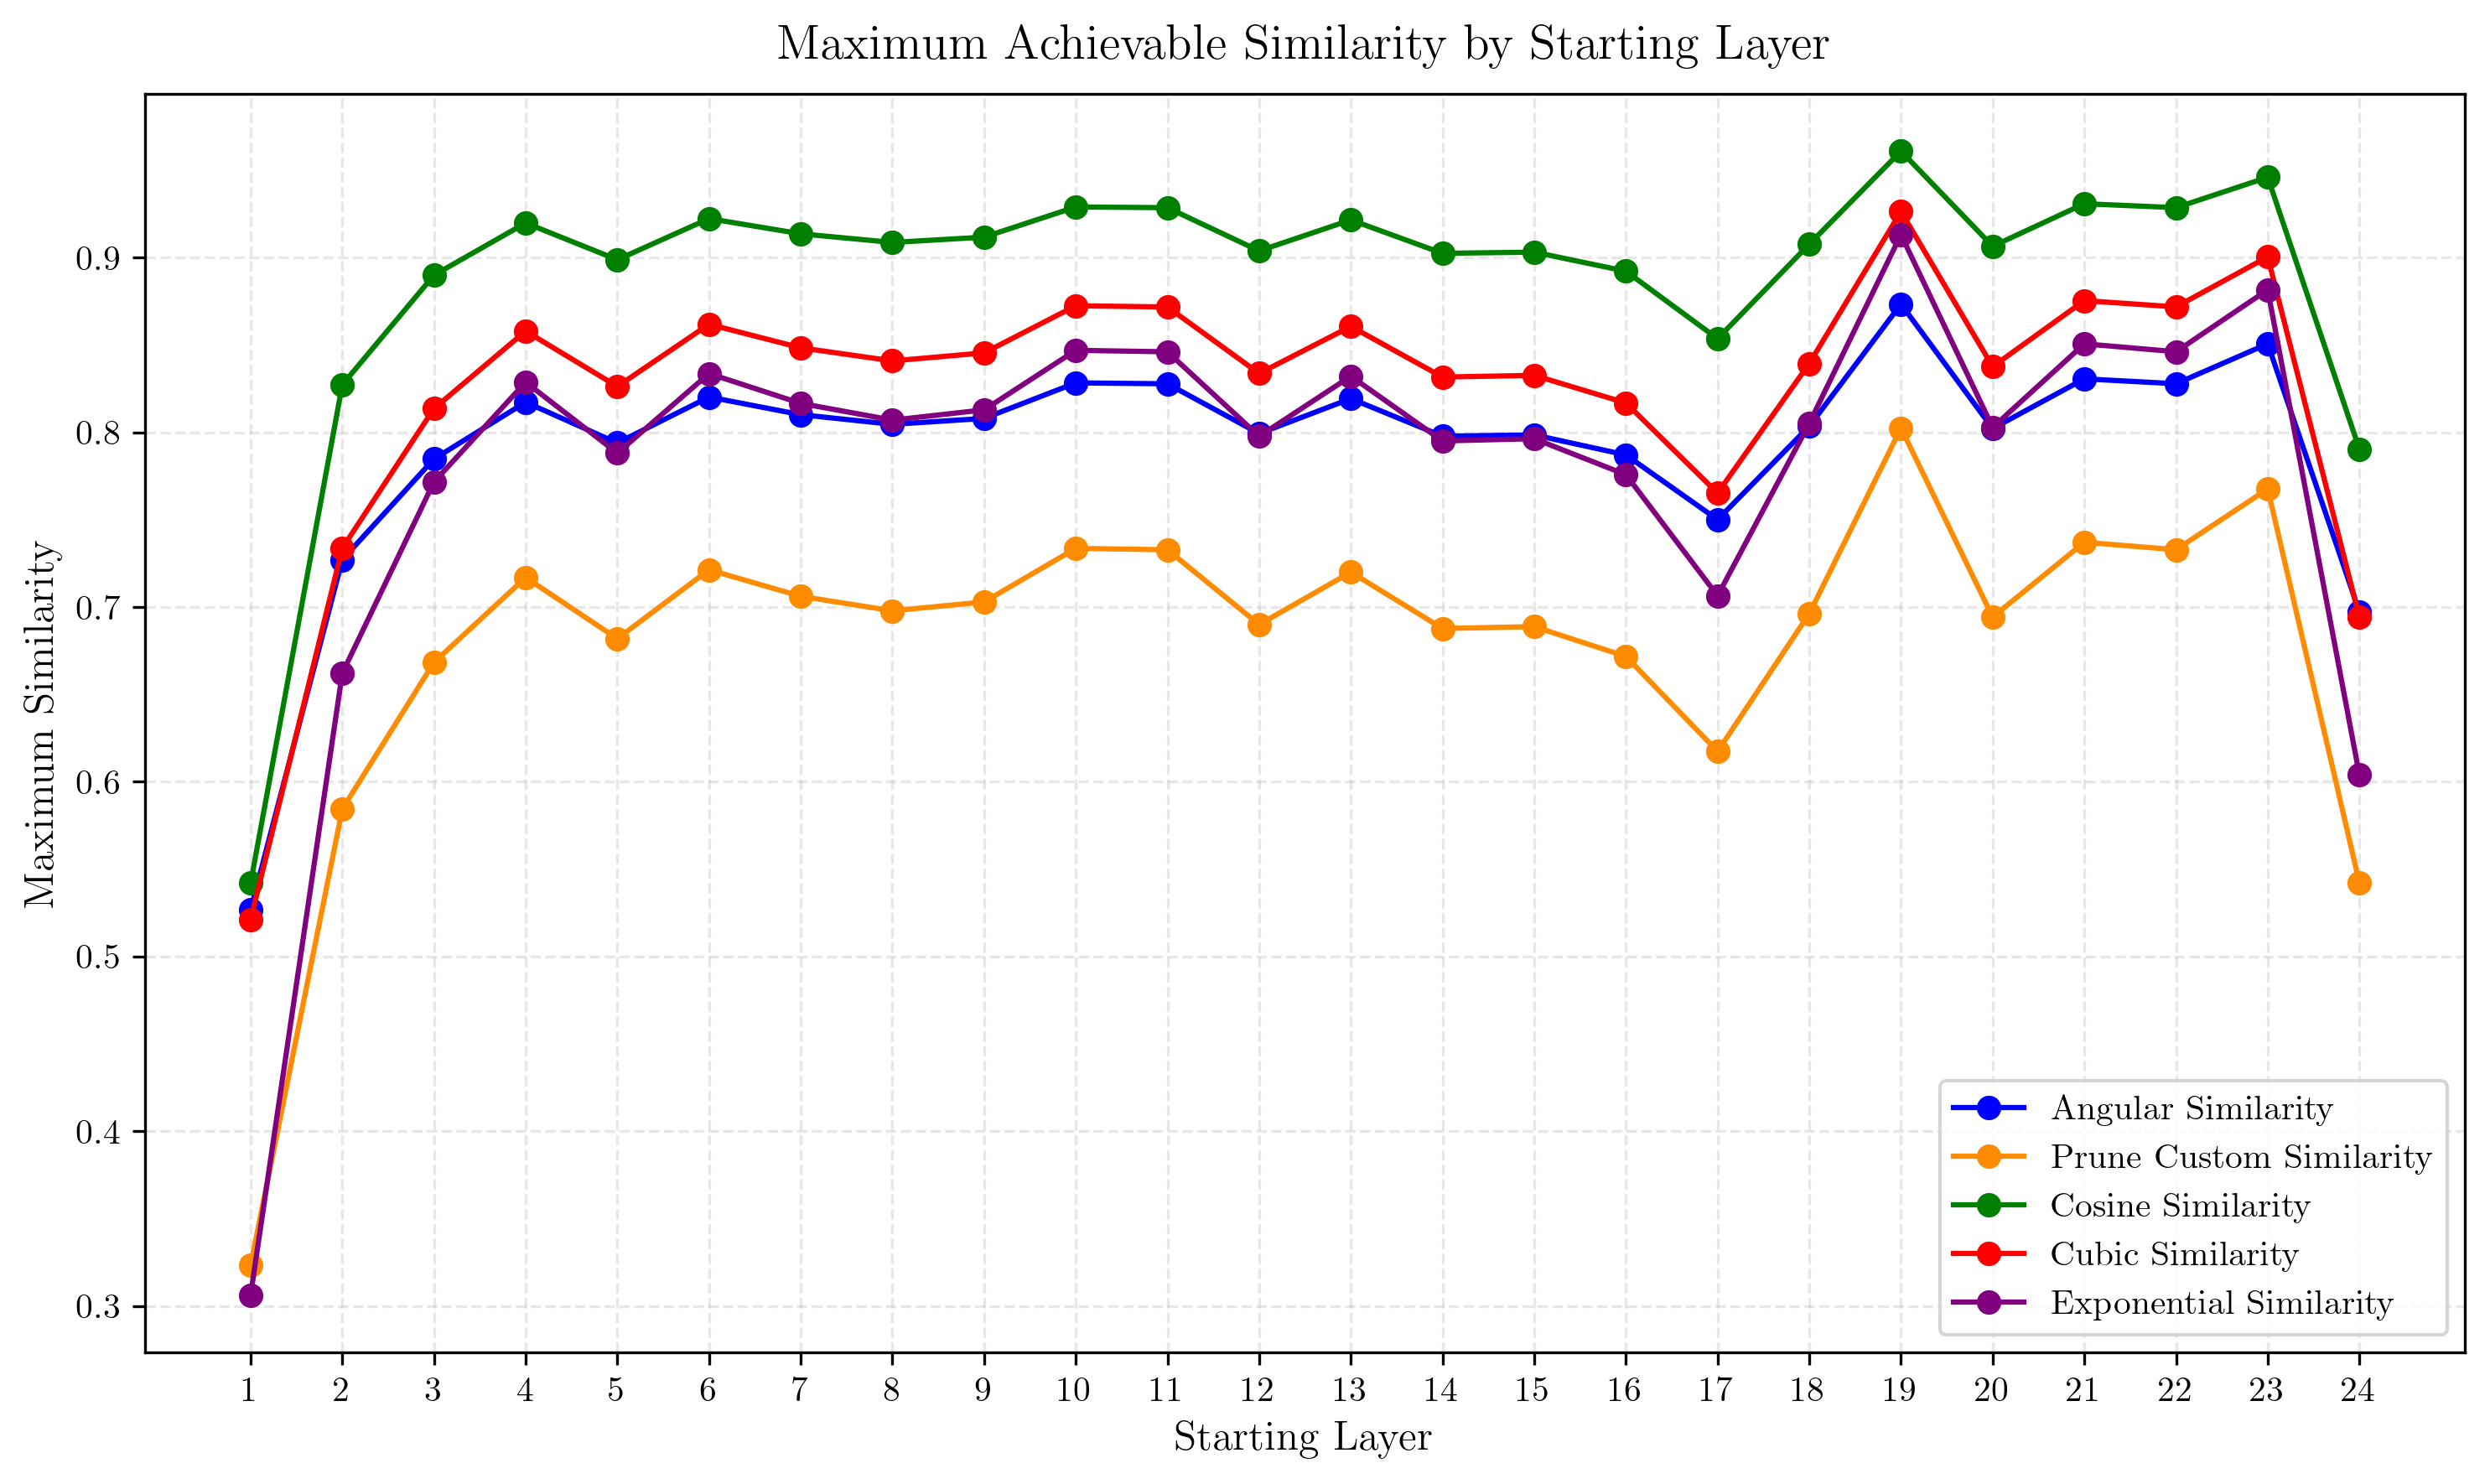 Maximum Achievable Similarity by Starting Layer
Maximum Similarity
0.9
0.8
0.7
0.6
0.5
0.4
0.3
Angular Similarity
Prune Custom Similarity
Cosine Similarity
Cubic Similarity
Exponential Similarity
1 2 3 4 5 6 7 8 9 10 11 12 13 14 15 16 17 18 19 20 21 22 23 24
Starting Layer